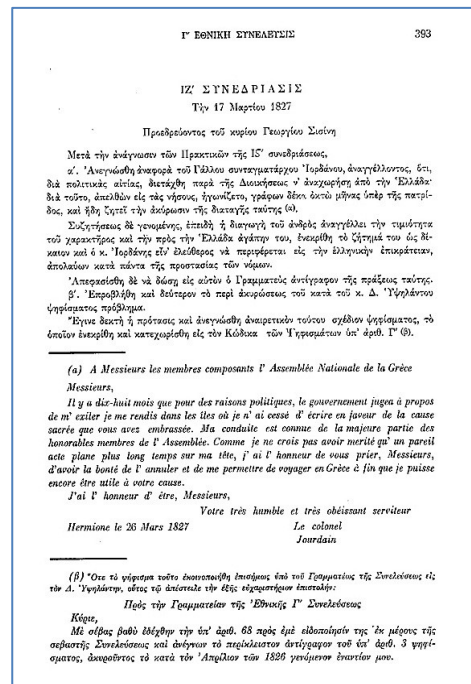 Γ' ΕΘΝΙΚΗ ΣΥΝΕΛΕΥΣΙΣ 393
ΙΖ' ΣΥΝΕΔΡΙΑΣΙΣ
Τὴν 17 Μαρτίου 1827
Προεδρεύοντος τοῦ κυρίου Γεωργίου Σισίνη
Μετὰ τὴν ἀνάγνωσιν τῶν Πρακτικῶν τῆς ΙΣΤ' συνεδριάσεως,
α'. Ἀνεγνώσθη ἀναφορὰ τοῦ Γάλλου συνταγματάρχου Ἰορδάνου, ἀναγγέλλοντος, ὅτι,
διὰ πολιτικὰς αἰτίας, διετάχθη παρὰ τῆς Διοικήσεως ν' ἀναχωρήσῃ ἀπὸ τὴν Ἑλλάδα·
διὰ τοῦτο, ἀπελθὼν εἰς τὰς νήσους, ἠγωνίζετο, γράφων δέκα ὀκτὼ μῆνας ὑπὲρ τῆς πατρί-
δος, καὶ ἤδη ζητεῖ τὴν ἀκύρωσιν τῆς διαταγῆς ταύτης (α).
Συζητήσεως δὲ γενομένης, ἐπειδὴ ἡ διαγωγὴ τοῦ ἀνδρὸς ἀναγγέλλει τὴν τιμιότητα
τοῦ χαρακτῆρος καὶ τὴν πρὸς τὴν Ἑλλάδα ἀγάπην του, ἐνεκρίθη τὸ ζήτημά του ὡς δί-
καιον καὶ ὁ κ. Ἰορδάνης εἶν' ἐλεύθερος νὰ περιφέρεται εἰς τὴν ἑλληνικὴν ἐπικράτειαν,
ἀπολαύων κατὰ πάντα τῆς προστασίας τῶν νόμων.
Ἀπεφασίσθη δὲ νὰ δώσῃ εἰς αὐτὸν ὁ Γραμματεὺς ἀντίγραφον τῆς πράξεως ταύτης.
β'. Ἐπροβλήθη καὶ δεύτερον τὸ περὶ ἀκυρώσεως τοῦ κατὰ τοῦ κ. Δ. Ὑψηλάντου
ψηφίσματος πρόβλημα.
Ἔγινε δεκτὴ ἡ πρότασις καὶ ἀνεγνώσθη ἀναιρετικὸν τούτου σχέδιον ψηφίσματος, τὸ
ὁποῖον ἐνεκρίθη καὶ κατεχωρίσθη εἰς τὸν Κώδικα τῶν Ψηφισμάτων ὑπ' ἀριθ. Γ' (β).
(α) A Messieurs les membres composants l' Assemblée Nationale de la Grèce
Messieurs,
Il y a dix-huit mois que pour des raisons politiques, le gouvernement jugea à propos
de m' exiler je me rendis dans les îles où je n' ai cessé d' écrire en faveur de la cause
sacrée que vous avez embrassée. Ma conduite est connue de la majeure partie des
honorables membres de l' Assemblée. Comme je ne crois pas avoir merité qu' un pareil
acte plane plus long temps sur ma tête, j' ai l' honneur de vous prier, Messieurs,
d'avoir la bonté de l' annuler et de me permettre de voyager en Grèce à fin que je puisse
encore être utile à votre cause.
J'ai l' honneur d' être, Messieurs,
Votre très humble et très obéissant serviteur
Hermione le 26 Mars 1827 Le colonel
Jourdain
(β) Ὅτε τὸ ψήφισμα τοῦτο ἐκοινοποιήθη ἐπισήμως ὑπὸ τοῦ Γραμματέως τῆς Συνελεύσεως εἰς
τὸν Δ. Ὑψηλάντην, οὗτος τῷ ἀπέστειλε τὴν ἑξῆς εὐχαριστήριον ἐπιστολήν:
Πρὸς τὴν Γραμματείαν τῆς Ἐθνικῆς Γ' Συνελεύσεως
Κύριε,
Μὲ σέβας βαθὺ ἐδέχθην τὴν ὑπ' ἀριθ. 68 πρὸς ἐμὲ εἰδοποίησίν της ἐκ μέρους τῆς
σεβαστῆς Συνελεύσεως καὶ ἀνέγνων τὸ περίκλειστον ἀντίγραφον τοῦ ὑπ' ἀριθ. 3 ψηφί-
σματος, ἀκυροῦντος τὸ κατὰ τὸν Ἀπρίλιον τῶν 1826 γενόμενον ἐναντίον μου.